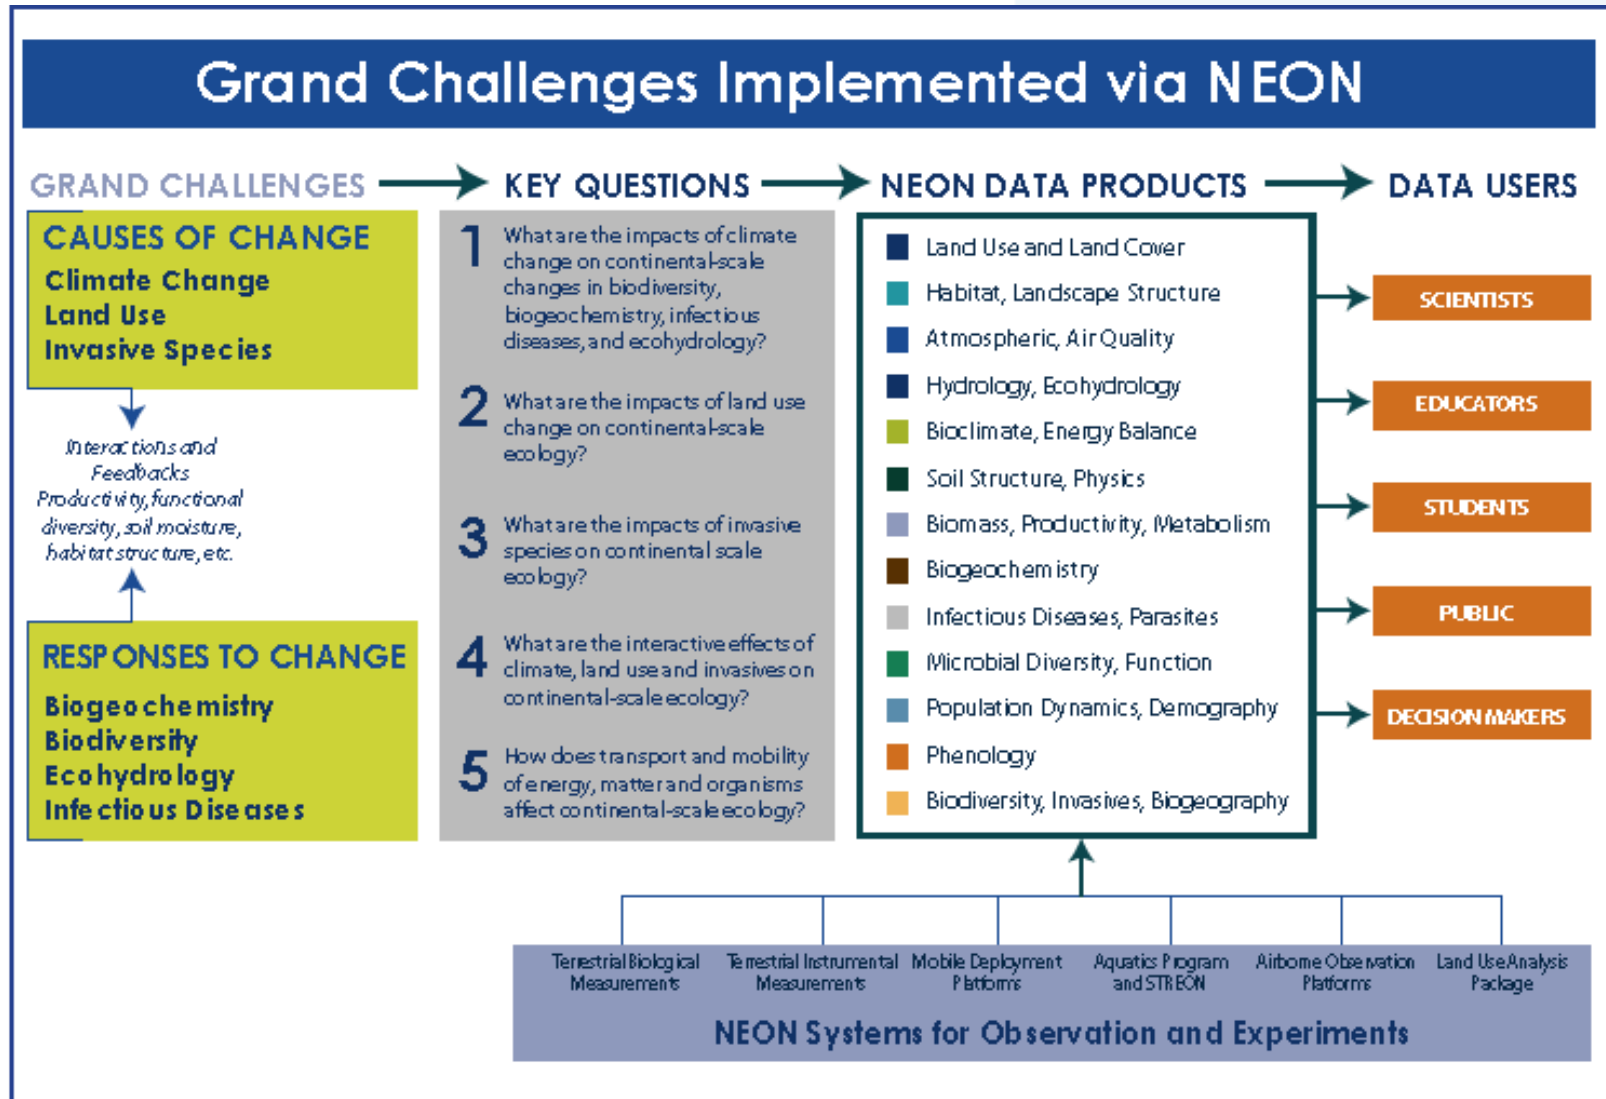 Grand Challenges Implemented via NEON
GRAND CHALLENGES
KEY QUESTIONS
NEON DATA PRODUCTS
DATA USERS
CAUSES OF CHANGE
Climate Change
Land Use
Invasive Species
Interactions and
Feedbacks
Productivity, functional
diversity, soil moisture,
habitat structure, etc.
RESPONSES TO CHANGE
Biogeochemistry
Biodiversity
Ecohydrology
Infectious Diseases
1
What are the impacts of climate
change on continental-scale
changes in biodiversity,
biogeochemistry, infectious
diseases, and ecohydrology?
2
What are the impacts of land use
change on continental-scale
ecology?
3
What are the impacts of invasive
species on continental scale
ecology?
4
What are the interactive effects of
climate, land use and invasives on
continental-scale ecology?
5
How does transport and mobility
of energy, matter and organisms
affect continental-scale ecology?
Land Use and Land Cover
Habitat, Landscape Structure
Atmospheric, Air Quality
Hydrology, Ecohydrology
Bioclimate, Energy Balance
Soil Structure, Physics
Biomass, Productivity, Metabolism
Biogeochemistry
Infectious Diseases, Parasites
Microbial Diversity, Function
Population Dynamics, Demography
Phenology
Biodiversity, Invasives, Biogeography
SCIENTISTS
EDUCATORS
STUDENTS
PUBLIC
DECISION MAKERS
Terrestrial Biological
Measurements
Terrestrial Instrumental
Measurements
Mobile Deployment
Platforms
Aquatics Program
and STREON
Airborne Observation
Platforms
Land Use Analysis
Package
NEON Systems for Observation and Experiments